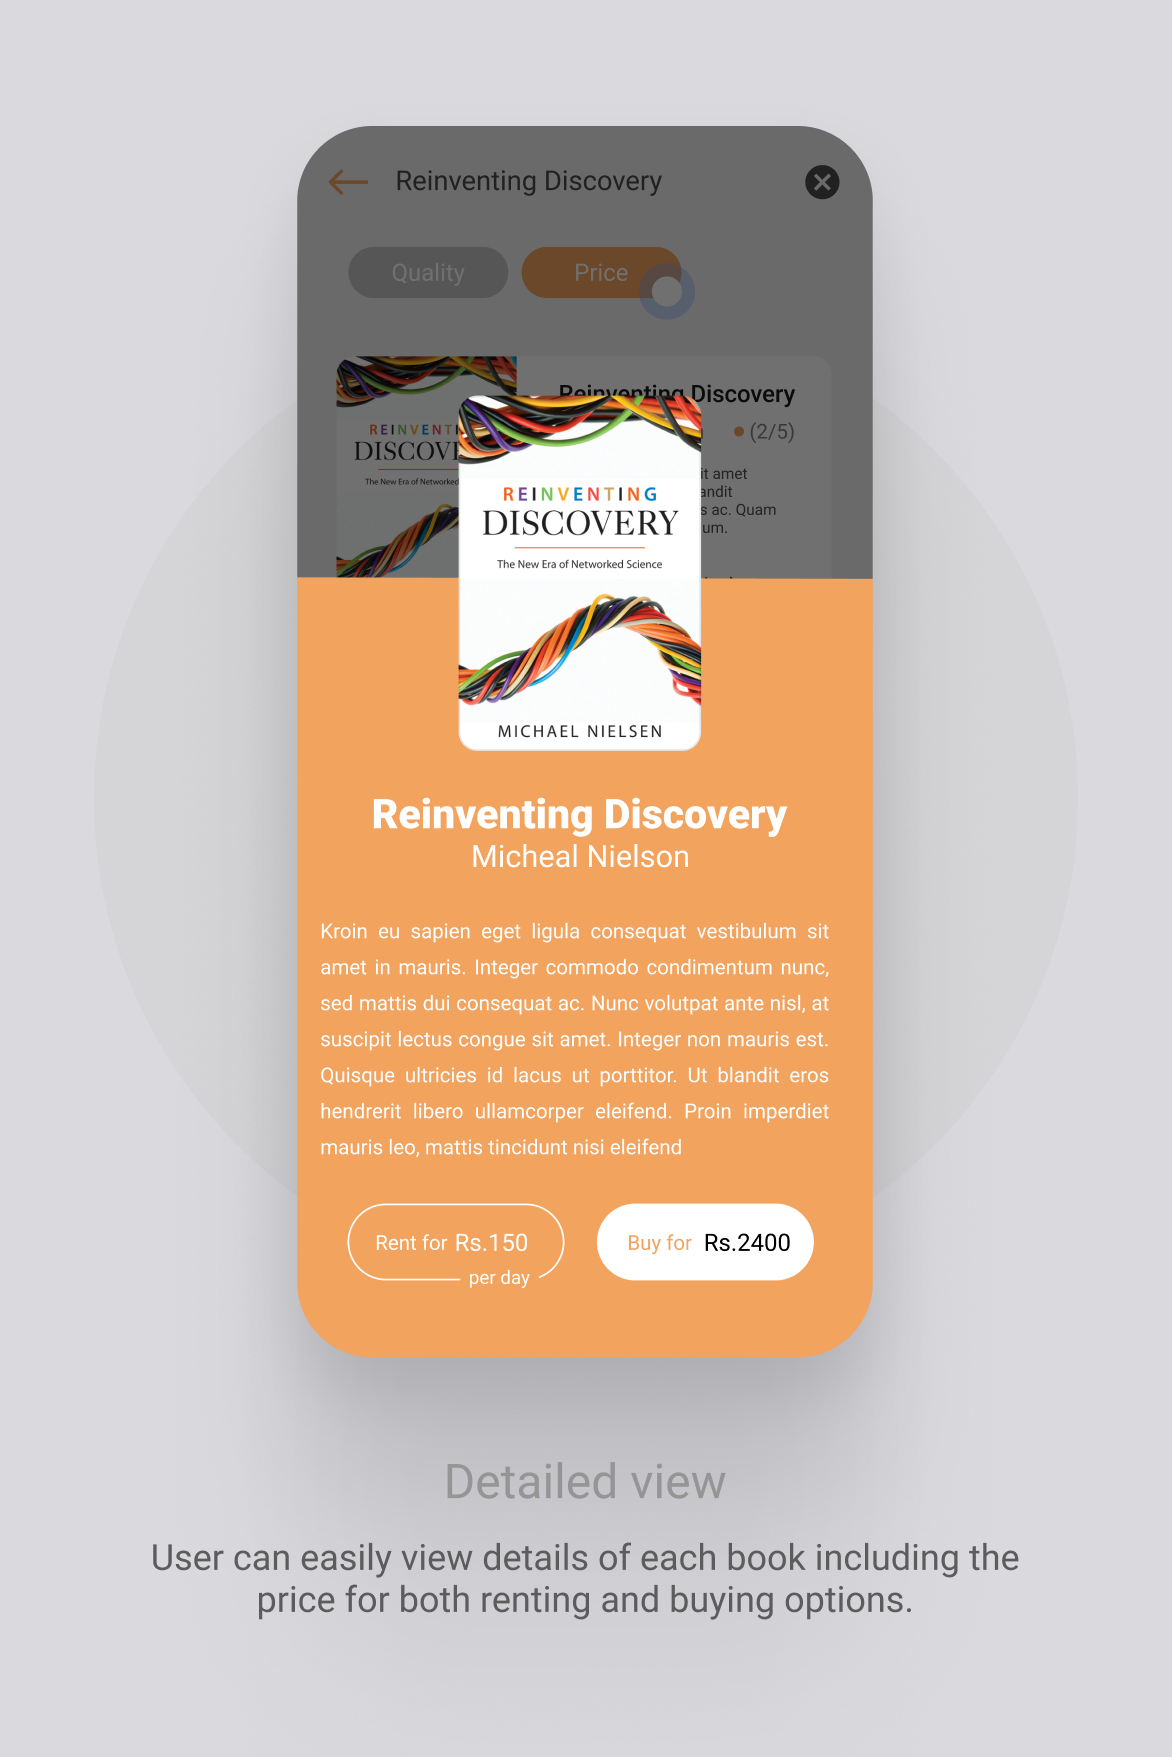 Reinventing Discovery
Quality
Price
Reinventing Discovery
(2/5)
REINVENTI
DISCOVE
The New Era of Networked
it amet
andit
s ac. Quam
um.
REINVENTING
DISCOVERY
The New Era of Networked Science
MICHAEL NIELSEN
Reinventing Discovery
Micheal Nielson
Kroin eu sapien eget ligula consequat vestibulum sit
amet in mauris. Integer commodo condimentum nunc,
sed mattis dui consequat ac. Nunc volutpat ante nisl, at
suscipit lectus congue sit amet. Integer non mauris est.
Quisque ultricies id lacus ut porttitor. Ut blandit eros
hendrerit libero ullamcorper eleifend. Proin imperdiet
mauris leo, mattis tincidunt nisi eleifend
Rent for Rs.150
per day
Buy for Rs.2400
Detailed view
User can easily view details of each book including the
price for both renting and buying options.